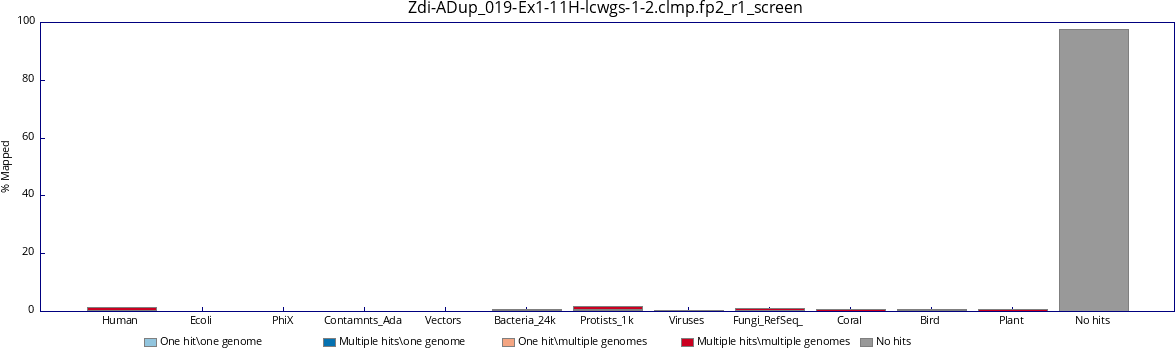 Zdi-ADup_019-Ex1-11H-lcwgs-1-2.clmp.fp2_r1_screen
100
80
60
40
20
0
% Mapped
Human Ecoli PhiX Contamnts_Ada Vectors Bacteria_24k Protists_1k Viruses Fungi_RefSeq_ Coral Bird Plant No hits
One hit\one genome Multiple hits\one genome One hit\multiple genomes Multiple hits\multiple genomes No hits